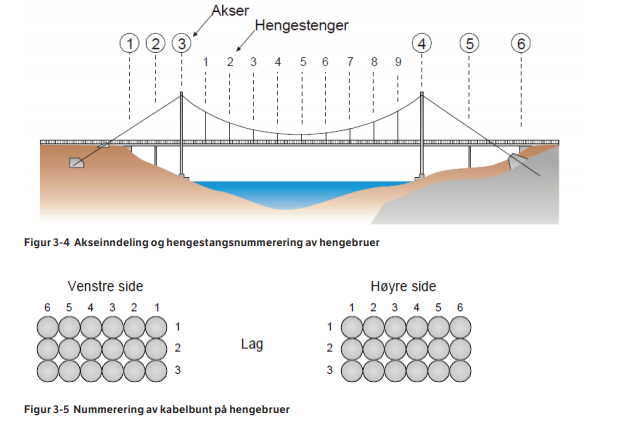 Akser
Hengestenger
1 2 3 4 5 6
1 2 3 4 5 6 7 8 9
Figur 3-4 Akseinndeling og hengestangsnummerering av hengebruer
Venstre side Høyre side
6 5 4 3 2 1 1 2 3 4 5 6
1 1
2 Lag 2
3 3
Figur 3-5 Nummerering av kabelbunt på hengebruer